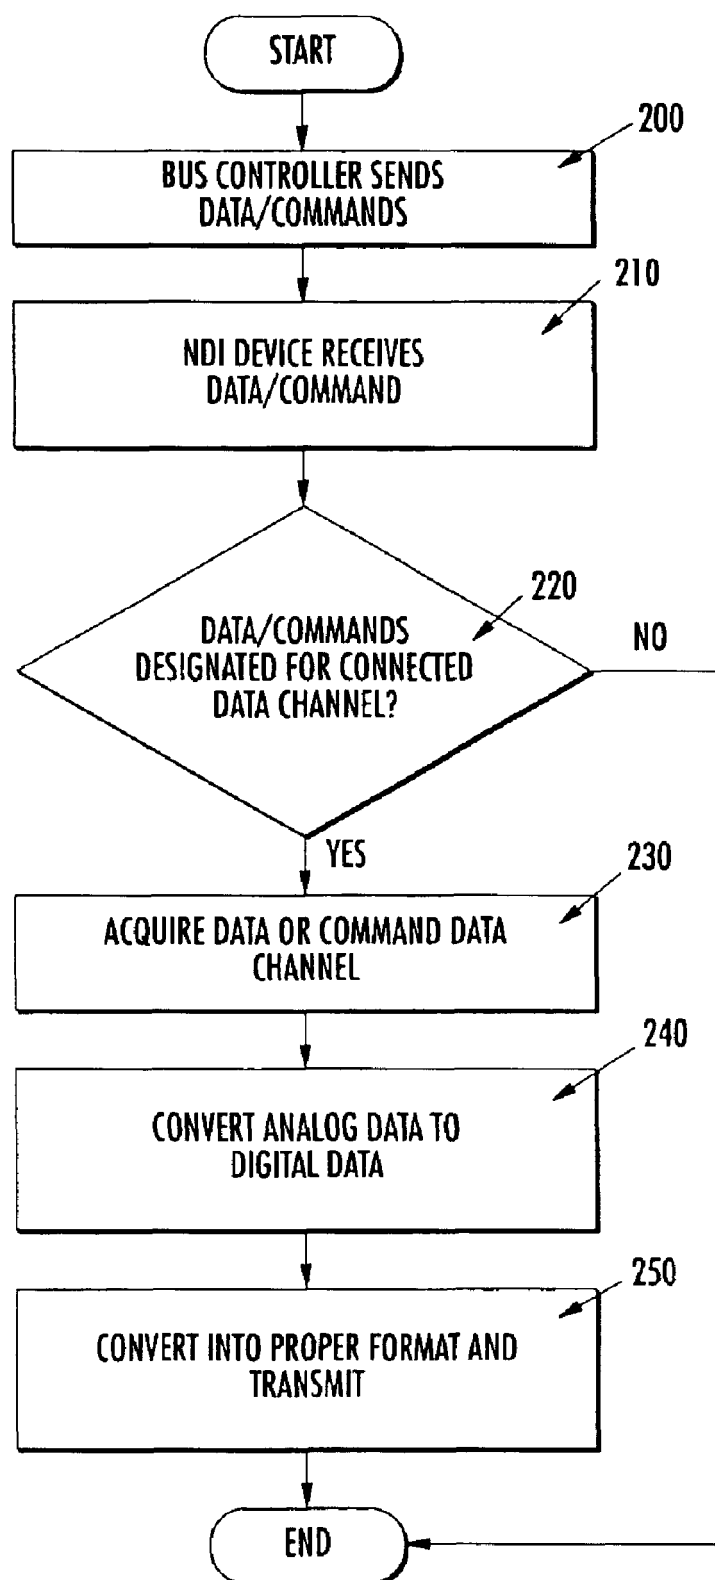 START
200
BUS CONTROLLER SENDS
DATA/COMMANDS
210
NDI DEVICE RECEIVES
DATA/COMMAND
220
DATA/COMMANDS
DESIGNATED FOR CONNECTED
DATA CHANNEL?
NO
YES
230
ACQUIRE DATA OR COMMAND DATA
CHANNEL
240
CONVERT ANALOG DATA TO
DIGITAL DATA
250
CONVERT INTO PROPER FORMAT AND
TRANSMIT
END